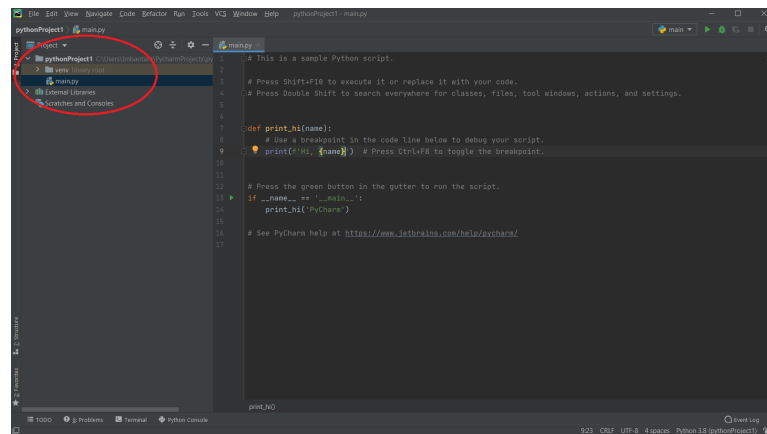 File Edit View Navigate Code Refactor Run Tools VCS Window Help pythonProject1 - main.py
pythonProject1 main.py main
Project main.py
pythonProject1
venv library root
main.py
External Libraries
Scratches and Consoles
1 # This is a sample Python script.
2
3 # Press Shift+F10 to execute it or replace it with your code.
4 # Press Double Shift to search everywhere for classes, files, tool windows, actions, and settings.
5
6
7 def print_hi(name):
8 # Use a breakpoint in the code line below to debug your script.
9 print(f'Hi, {name}') # Press Ctrl+F8 to toggle the breakpoint.
10
11
12 # Press the green button in the gutter to run the script.
13 if __name__ == '__main__':
14 print_hi('PyCharm')
15
16 # See PyCharm help at https://www.jetbrains.com/help/pycharm/
17
Project
Structure
2: Favorites
print_hi()
TODO 6: Problems Terminal Python Console Event Log
9:23 CRLF UTF-8 4 spaces Python 3.8 (pythonProject1)